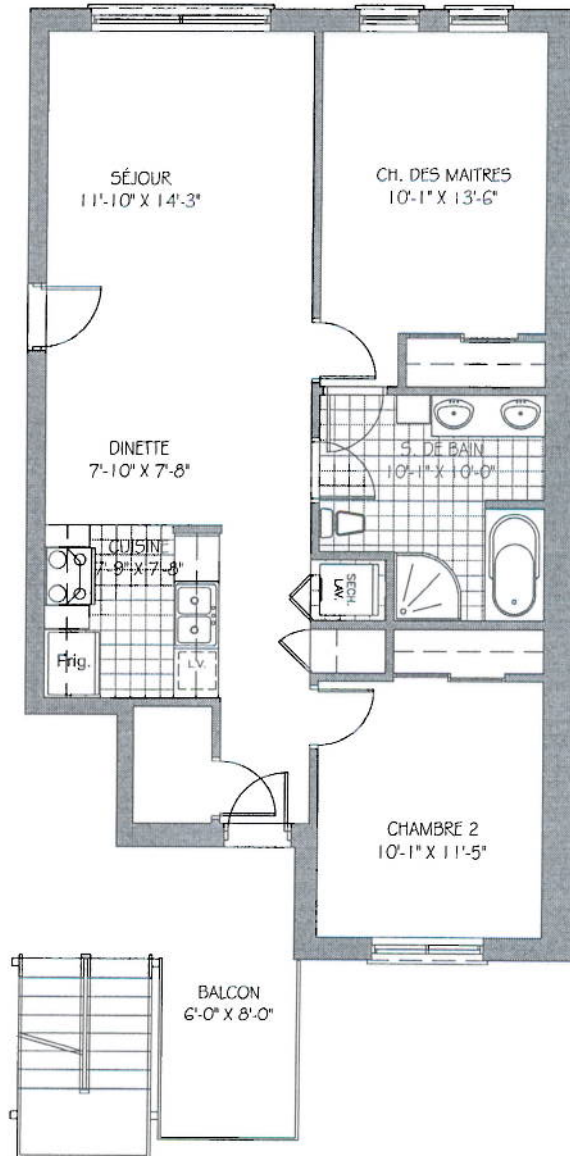 SÉJOUR
11'-10" X 14'-3"
CH. DES MAITRES
10'-1" X 13'-6"
DINETTE
7'-10" X 7'-8"
S. DE BAIN
10'-1" X 10'-0"
CUISINE
7'-9" X 7'-8"
SECH.
LAV.
Frig.
L.V.
CHAMBRE 2
10'-1" X 11'-5"
BALCON
6'-0" X 8'-0"